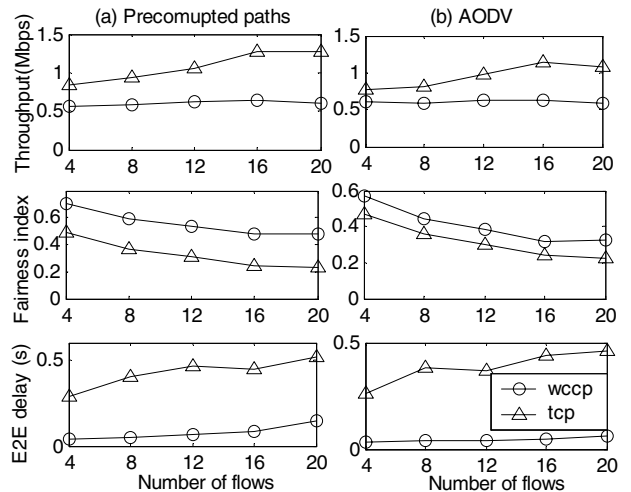 (a) Precomupted paths
(b) AODV
Throughput(Mbps)
1.5
1
0.5
0
4 8 12 16 20
1.5
1
0.5
0
4 8 12 16 20
Fairness index
0.6
0.4
0.2
0
4 8 12 16 20
0.6
0.4
0.2
0
4 8 12 16 20
E2E delay (s)
0.5
0
4 8 12 16 20
Number of flows
0.5
0
4 8 12 16 20
Number of flows
wccp
tcp